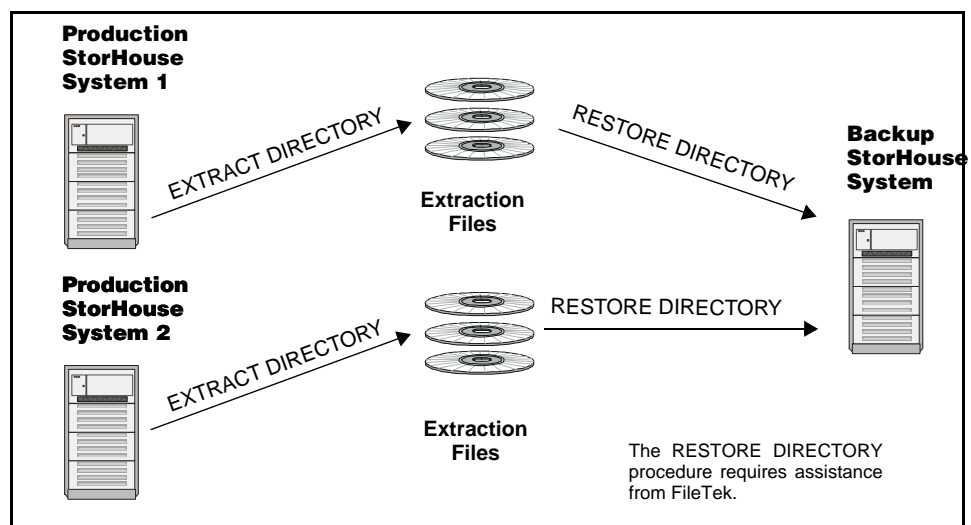 Production
StorHouse
System 1
EXTRACT DIRECTORY
Extraction
Files
RESTORE DIRECTORY
Backup
StorHouse
System
Production
StorHouse
System 2
EXTRACT DIRECTORY
Extraction
Files
RESTORE DIRECTORY
The RESTORE DIRECTORY
procedure requires assistance
from FileTek.